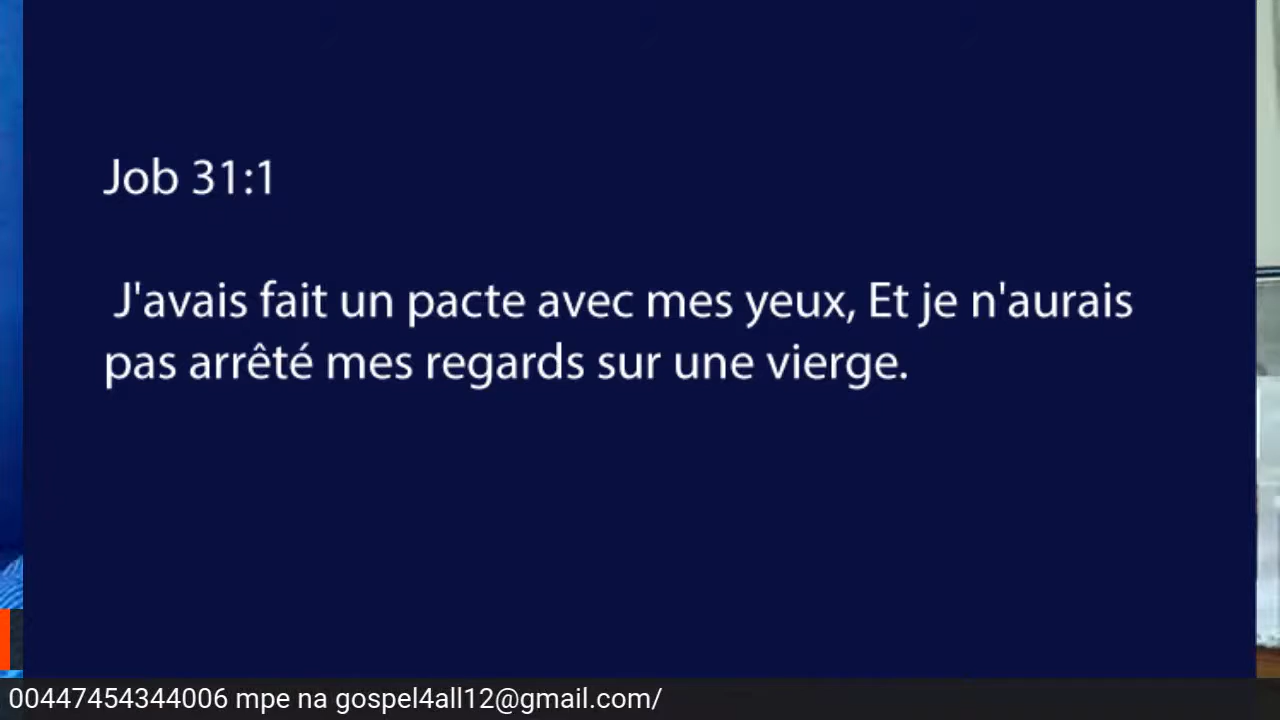 Job 31:1
J'avais fait un pacte avec mes yeux, Et je n'aurais
pas arrêté mes regards sur une vierge.
00447454344006 mpe na gospel4all12@gmail.com/